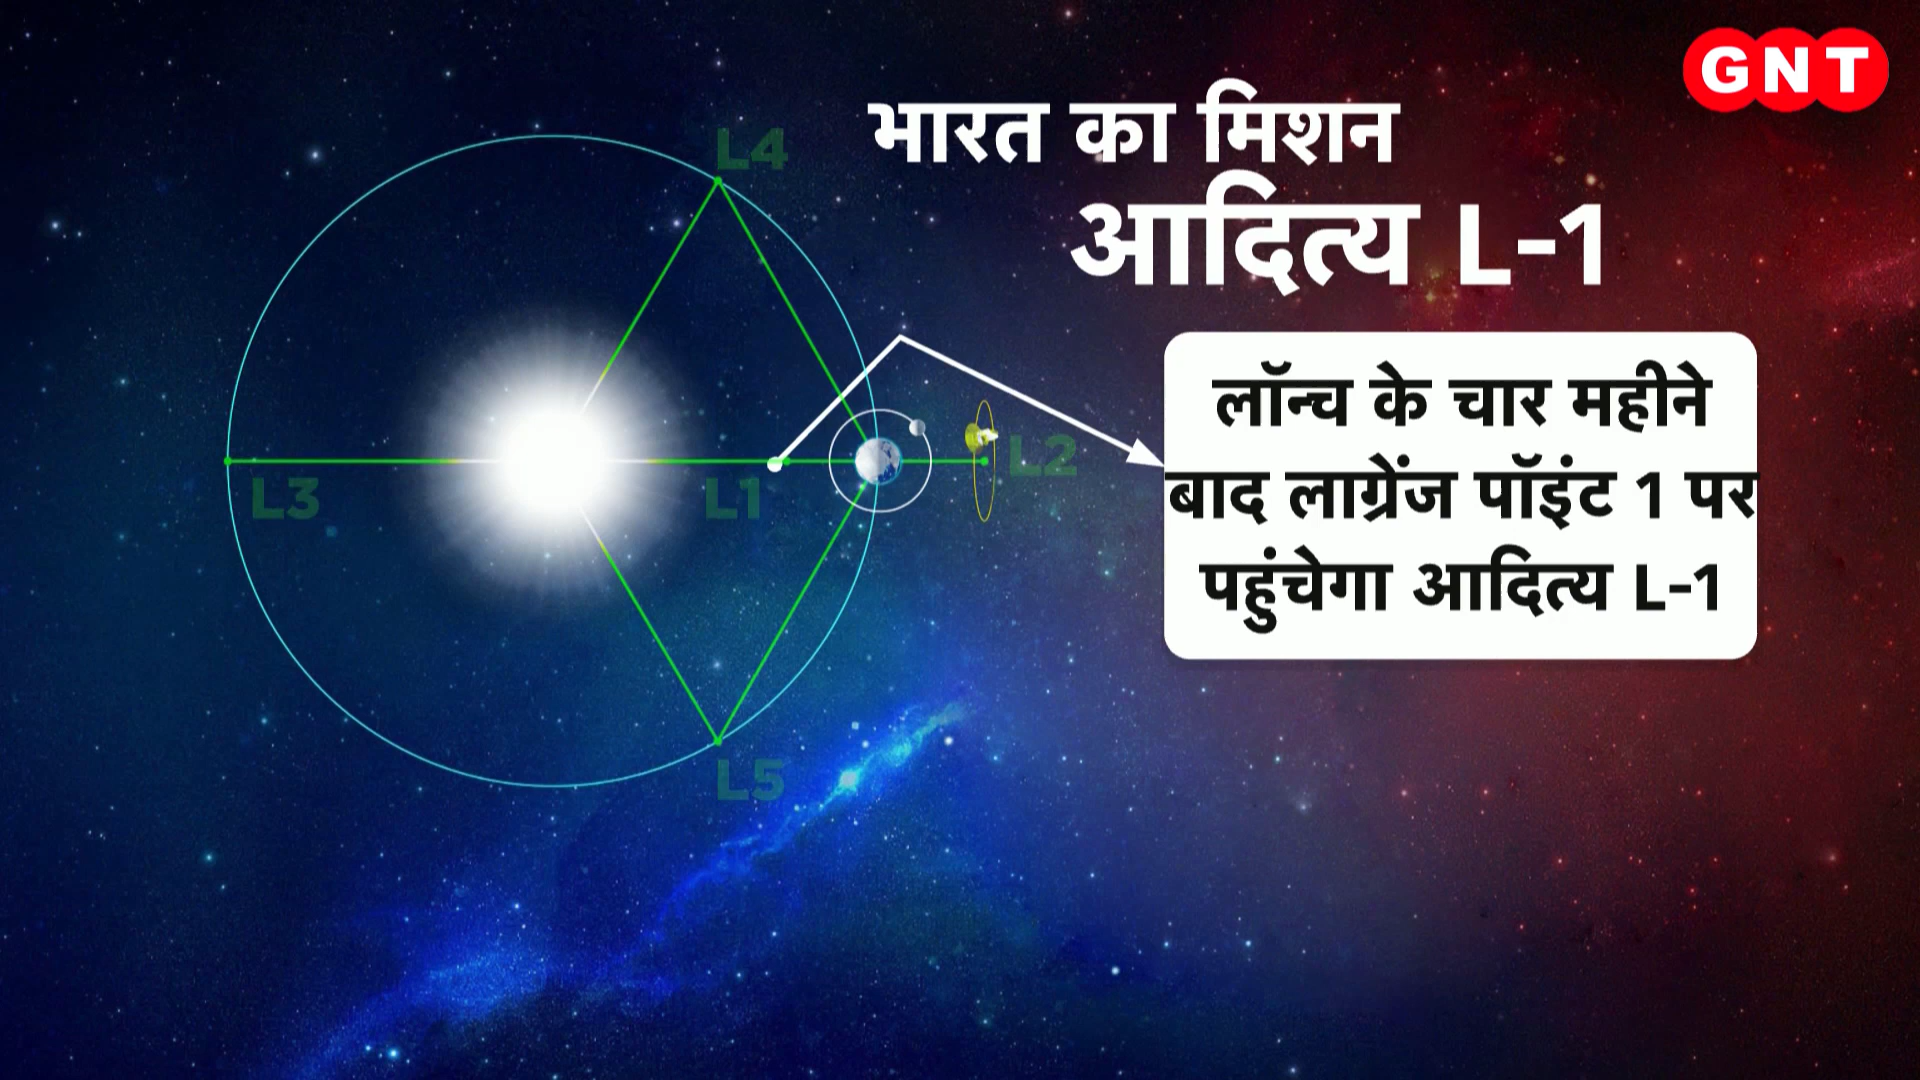 GNT
भारत का मिशन
आदित्य L-1
L4
लॉन्च के चार महीने
बाद लाग्रेंज पॉइंट 1 पर
पहुंचेगा आदित्य L-1
L2
L3
L1
L5